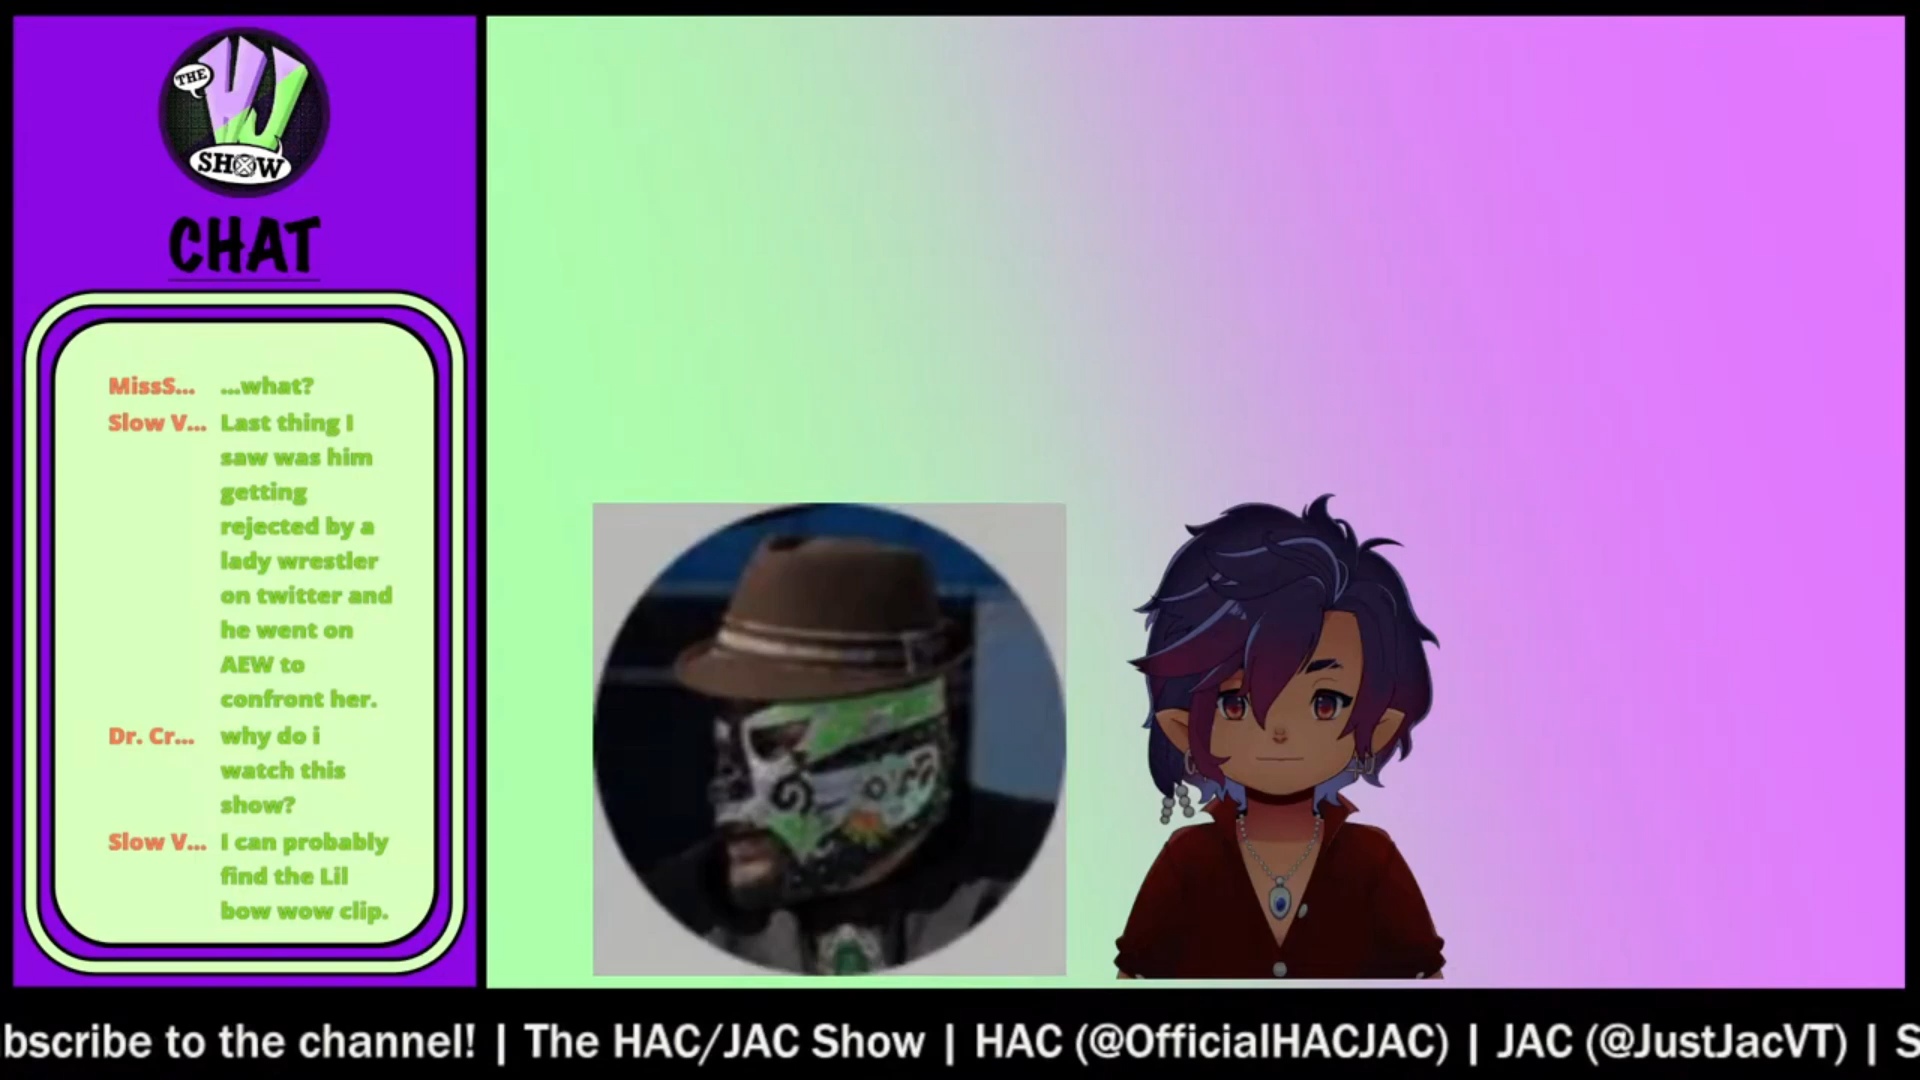 THE
HJ
SHOW
CHAT
MissS... ...what?
Slow V... Last thing I
saw was him
getting
rejected by a
lady wrestler
on twitter and
he went on
AEW to
confront her.
Dr. Cr... why do i
watch this
show?
Slow V... I can probably
find the Lil
bow wow clip.
bscribe to the channel! | The HAC/JAC Show | HAC (@OfficialHACJAC) | JAC (@JustJacVT) | S